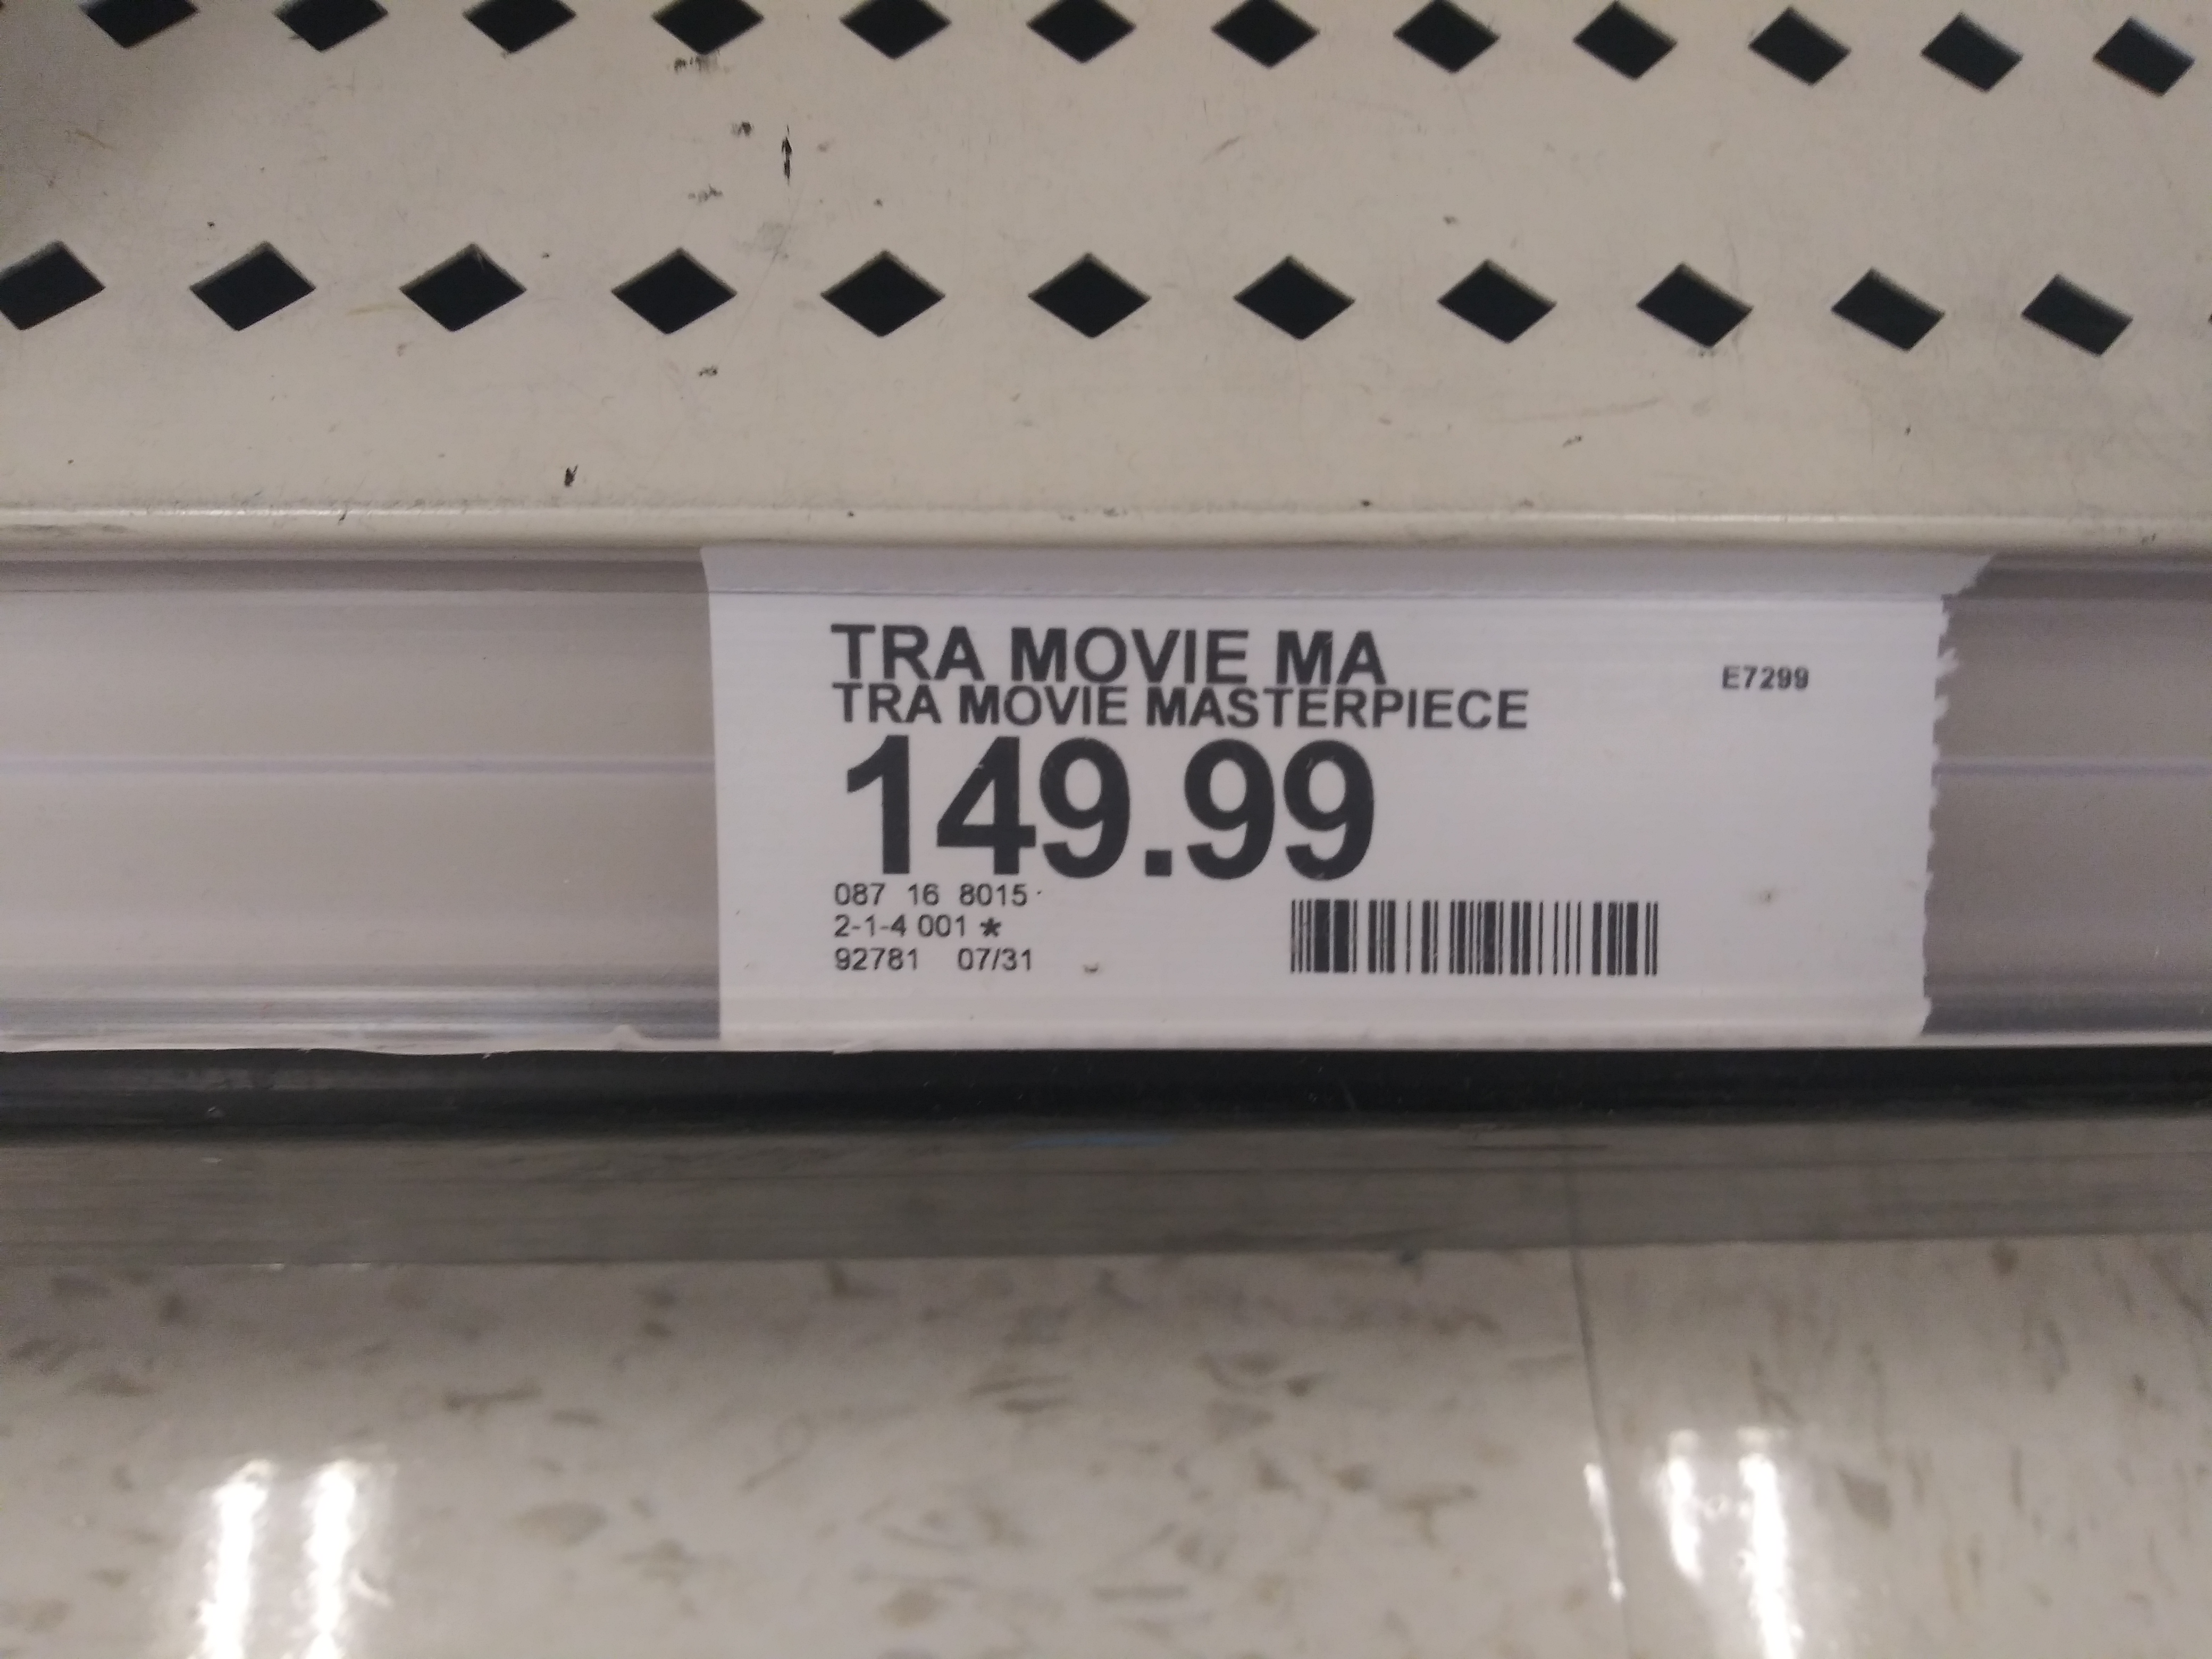 TRA MOVIE MA
E7299
TRA MOVIE MASTERPIECE
149.99
087 16 8015
2-1-4 001 *
92781 07/31